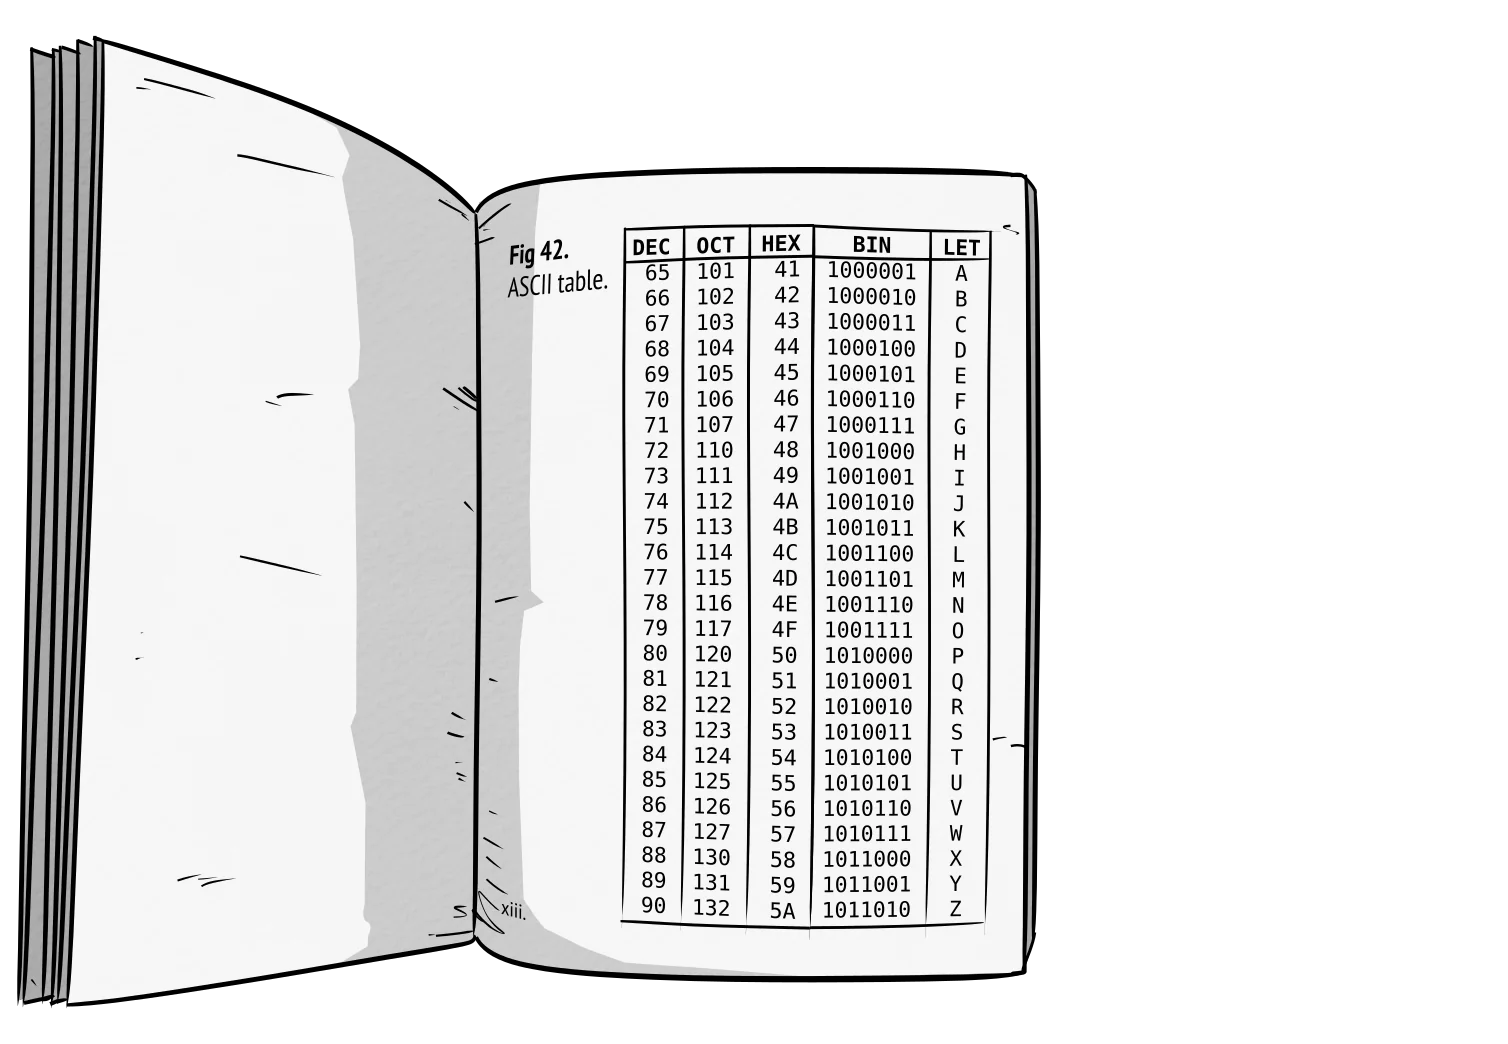 Fig 42.
ASCII table.
DEC OCT HEX BIN LET
65 101 41 1000001 A
66 102 42 1000010 B
67 103 43 1000011 C
68 104 44 1000100 D
69 105 45 1000101 E
70 106 46 1000110 F
71 107 47 1000111 G
72 110 48 1001000 H
73 111 49 1001001 I
74 112 4A 1001010 J
75 113 4B 1001011 K
76 114 4C 1001100 L
77 115 4D 1001101 M
78 116 4E 1001110 N
79 117 4F 1001111 O
80 120 50 1010000 P
81 121 51 1010001 Q
82 122 52 1010010 R
83 123 53 1010011 S
84 124 54 1010100 T
85 125 55 1010101 U
86 126 56 1010110 V
87 127 57 1010111 W
88 130 58 1011000 X
89 131 59 1011001 Y
90 132 5A 1011010 Z
xiii.